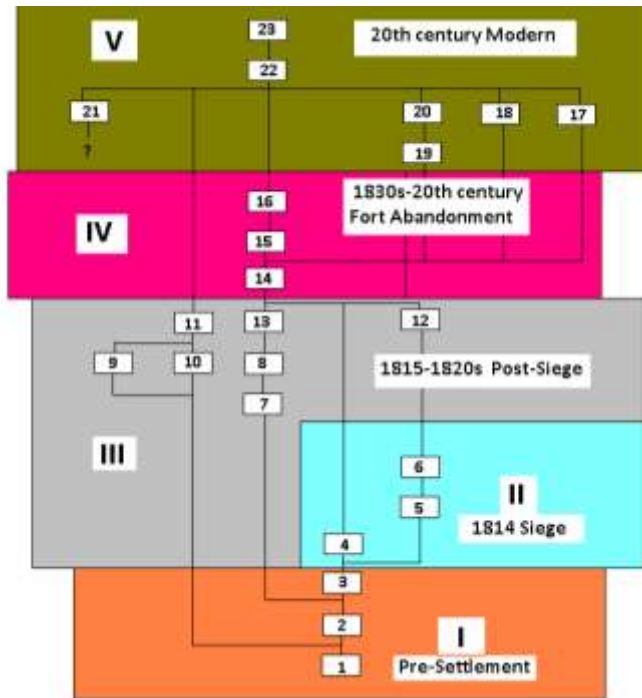 V
23
20th century Modern
22
21
20
18
17
?
19
1830s-20th century
Fort Abandonment
16
IV
15
14
11
13
12
9
10
8
1815-1820s Post-Siege
7
III
6
II
5
1814 Siege
4
3
2
I
1
Pre-Settlement